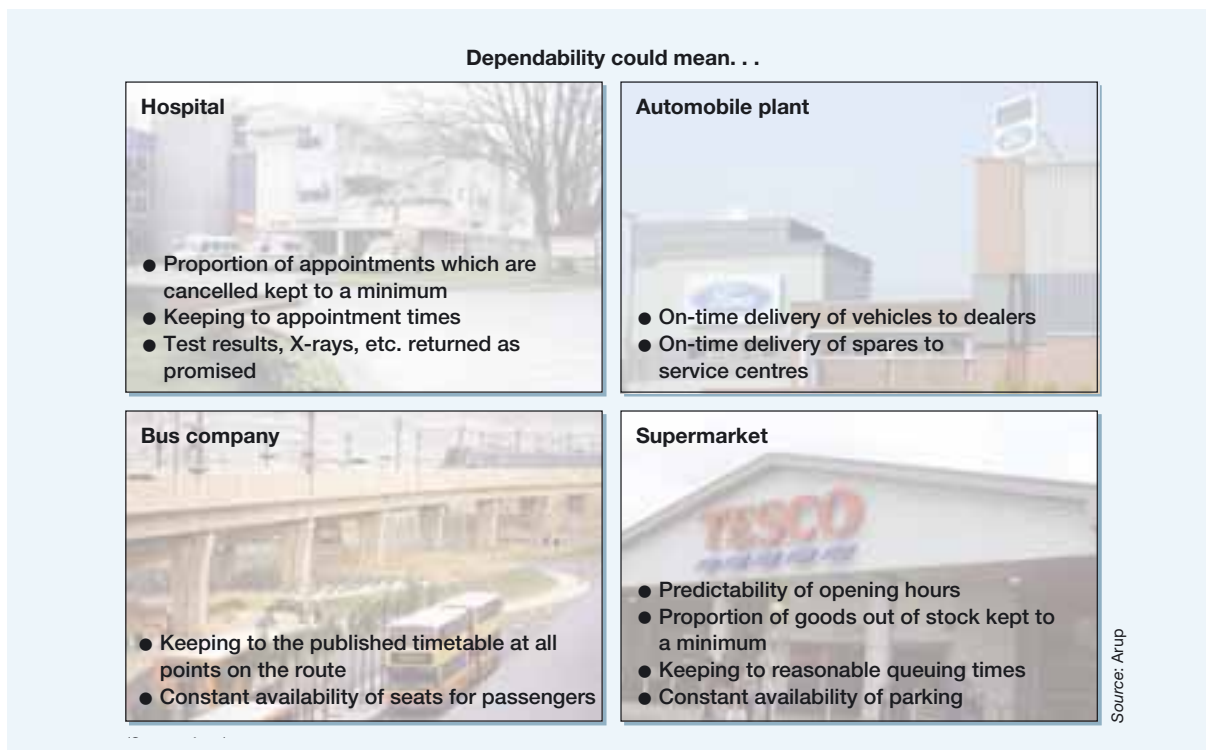 Dependability could mean. . .
Hospital
● Proportion of appointments which are
cancelled kept to a minimum
● Keeping to appointment times
● Test results, X-rays, etc. returned as
promised
Automobile plant
● On-time delivery of vehicles to dealers
● On-time delivery of spares to
service centres
Bus company
● Keeping to the published timetable at all
points on the route
● Constant availability of seats for passengers
Supermarket
TESCO
● Predictability of opening hours
● Proportion of goods out of stock kept to
a minimum
● Keeping to reasonable queuing times
● Constant availability of parking
Source: Arup